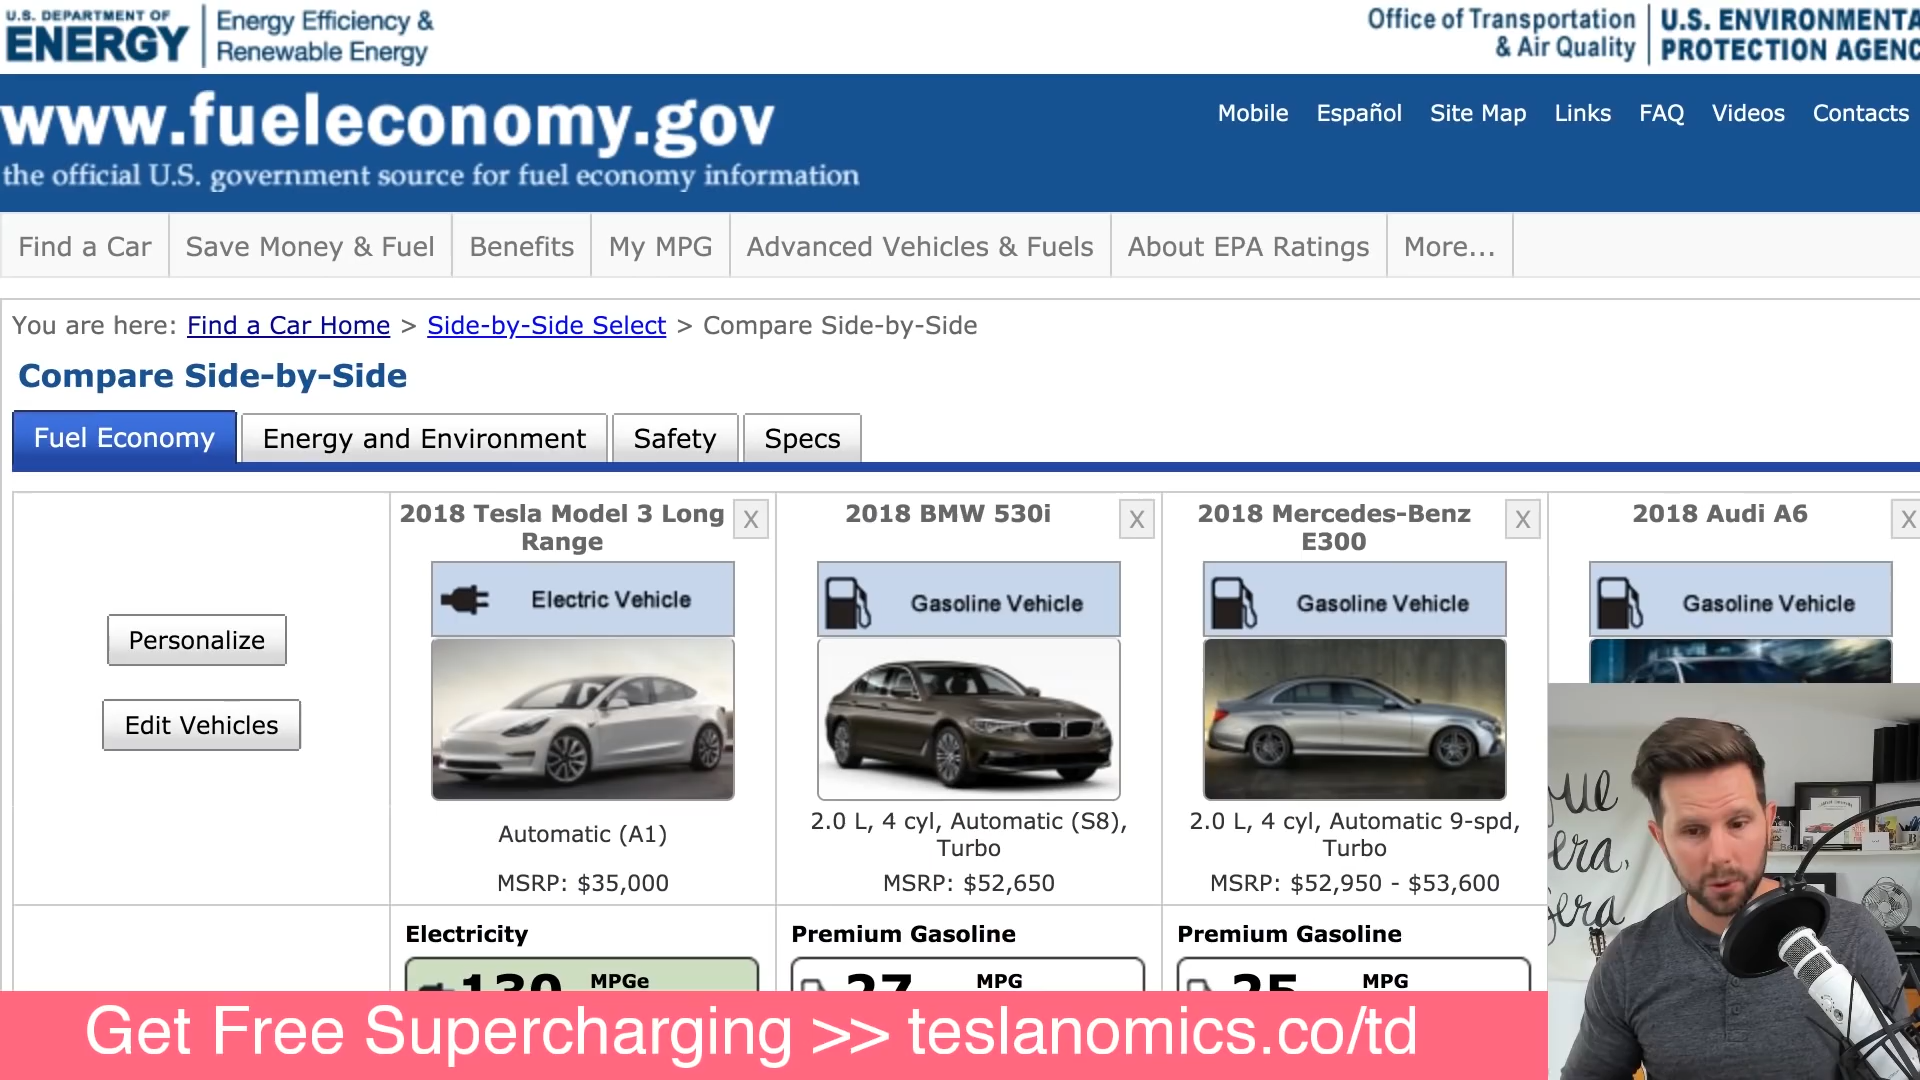 U.S. DEPARTMENT OF
ENERGY
Energy Efficiency &
Renewable Energy
Office of Transportation
& Air Quality
U.S. ENVIRONMENTA
PROTECTION AGENC
www.fueleconomy.gov
the official U.S. government source for fuel economy information
Mobile Español Site Map Links FAQ Videos Contacts
Find a Car Save Money & Fuel Benefits My MPG Advanced Vehicles & Fuels About EPA Ratings More...
You are here: Find a Car Home > Side-by-Side Select > Compare Side-by-Side
Compare Side-by-Side
Fuel Economy Energy and Environment Safety Specs
Personalize
Edit Vehicles
2018 Tesla Model 3 Long
Range
X
Electric Vehicle
Automatic (A1)
MSRP: $35,000
Electricity
130 MPGe
2018 BMW 530i
X
Gasoline Vehicle
2.0 L, 4 cyl, Automatic (S8),
Turbo
MSRP: $52,650
Premium Gasoline
27 MPG
2018 Mercedes-Benz
E300
X
Gasoline Vehicle
2.0 L, 4 cyl, Automatic 9-spd,
Turbo
MSRP: $52,950 - $53,600
Premium Gasoline
25 MPG
2018 Audi A6
X
Gasoline Vehicle
Get Free Supercharging >> teslanomics.co/td